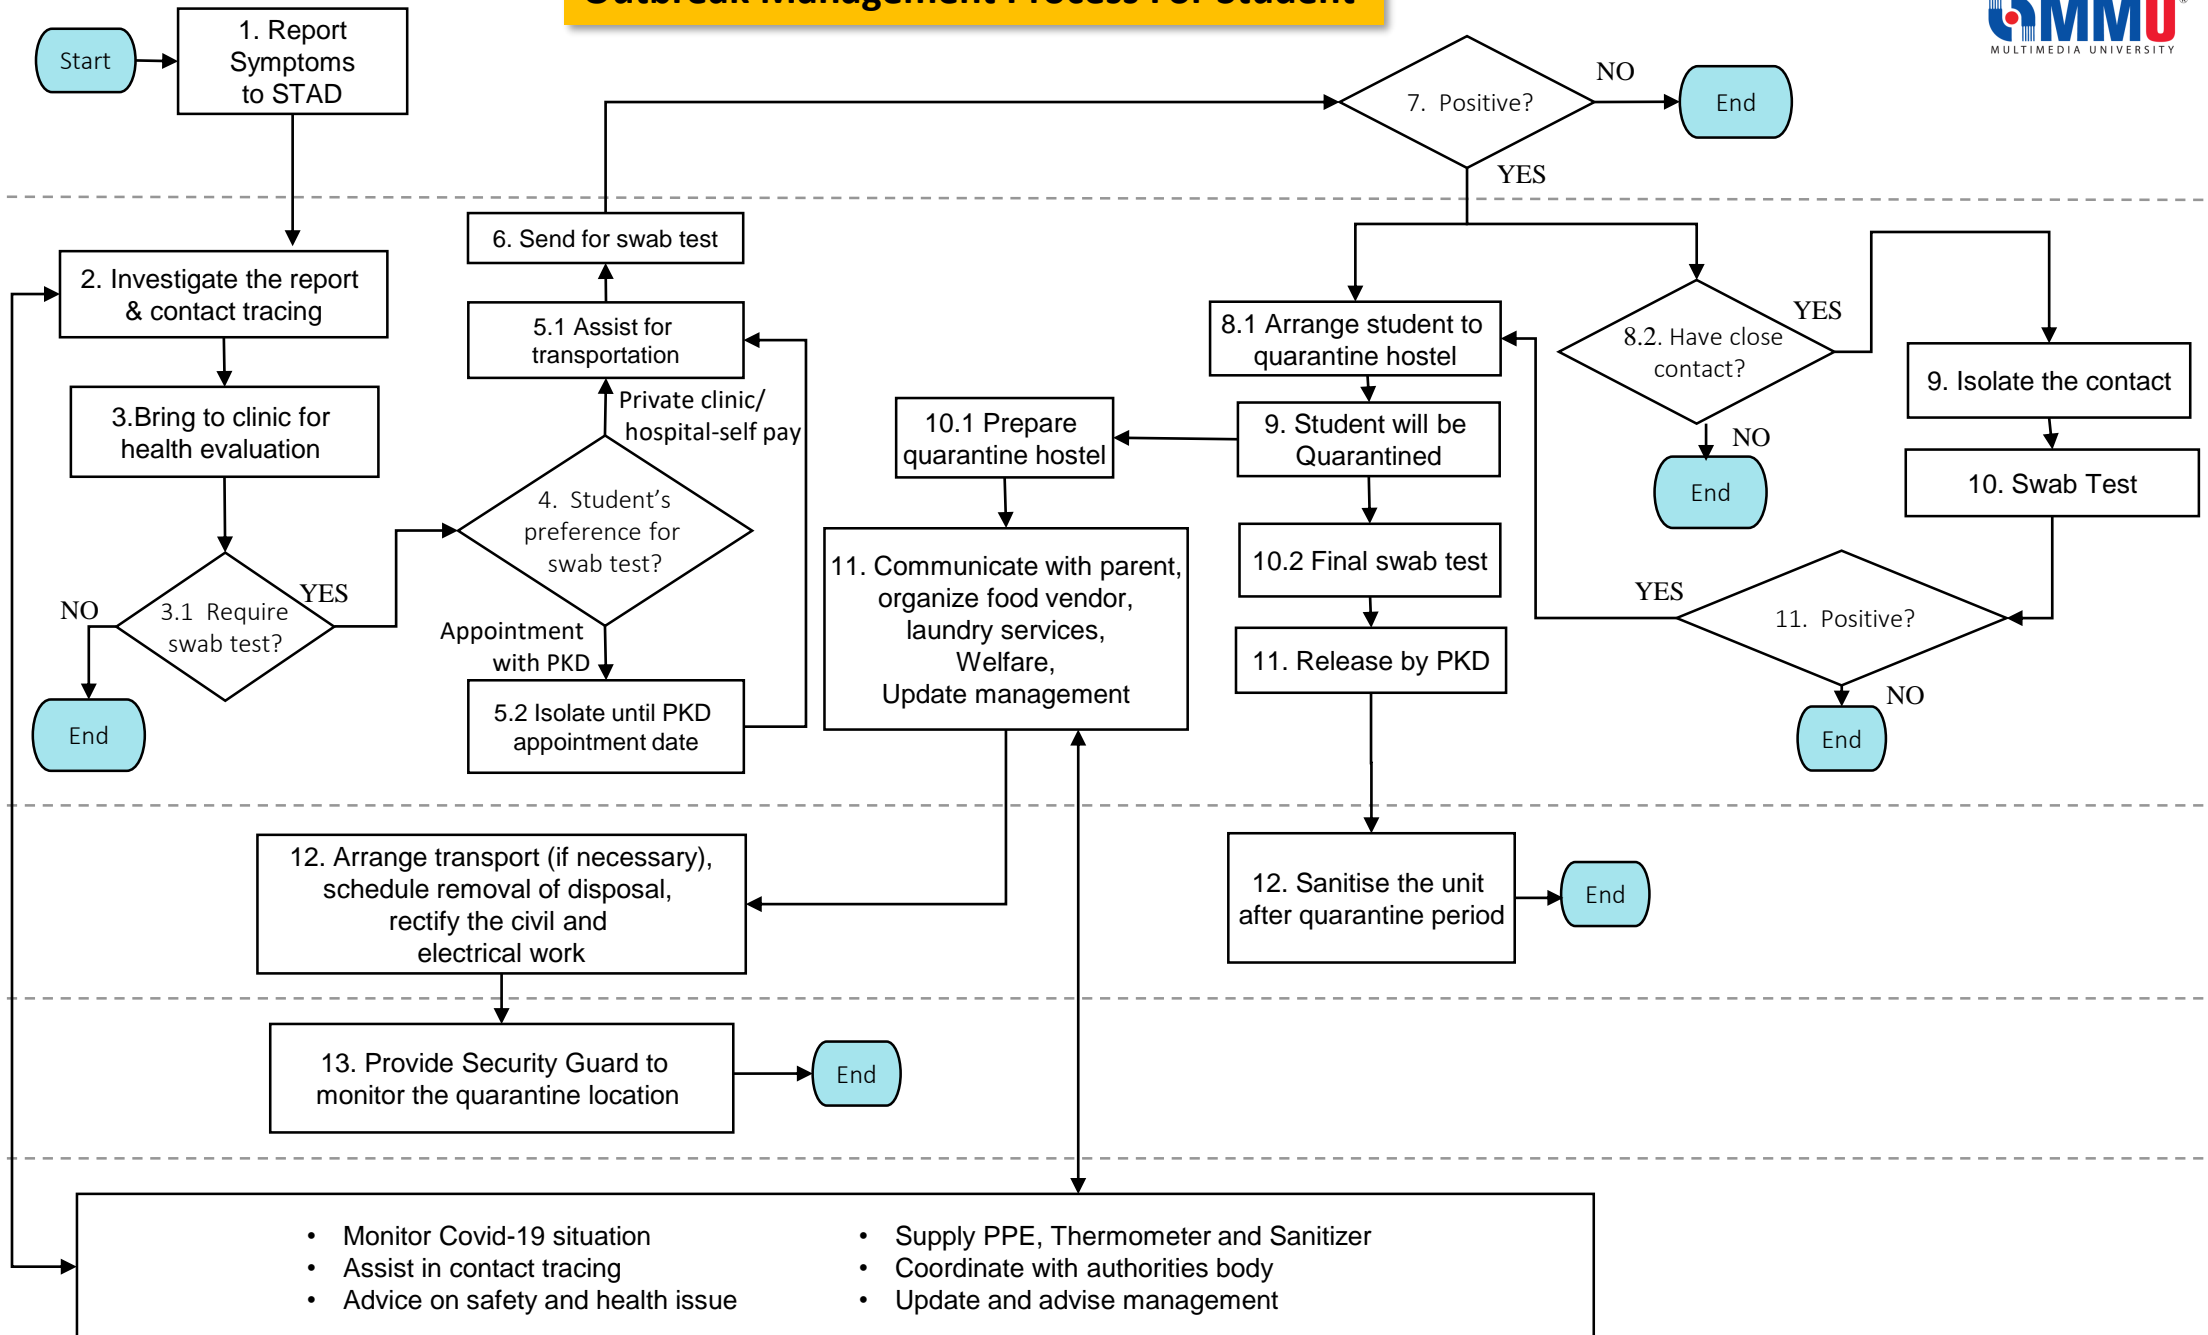 Outbreak Management Process For Student
MMU
®
MULTIMEDIA UNIVERSITY
Start
1. Report
Symptoms
to STAD
7. Positive?
NO
End
YES
6. Send for swab test
2. Investigate the report
& contact tracing
5.1 Assist for
transportation
8.1 Arrange student to
quarantine hostel
8.2. Have close
contact?
YES
9. Isolate the contact
3.Bring to clinic for
health evaluation
Private clinic/
hospital-self pay
10.1 Prepare
quarantine hostel
9. Student will be
Quarantined
NO
End
10. Swab Test
4. Student’s
preference for
swab test?
11. Communicate with parent,
organize food vendor,
laundry services,
Welfare,
Update management
10.2 Final swab test
NO
3.1 Require
swab test?
YES
Appointment
with PKD
YES
11. Positive?
11. Release by PKD
NO
End
5.2 Isolate until PKD
appointment date
End
12. Arrange transport (if necessary),
schedule removal of disposal,
rectify the civil and
electrical work
12. Sanitise the unit
after quarantine period
End
13. Provide Security Guard to
monitor the quarantine location
End
• Monitor Covid-19 situation
• Assist in contact tracing
• Advice on safety and health issue
• Supply PPE, Thermometer and Sanitizer
• Coordinate with authorities body
• Update and advise management